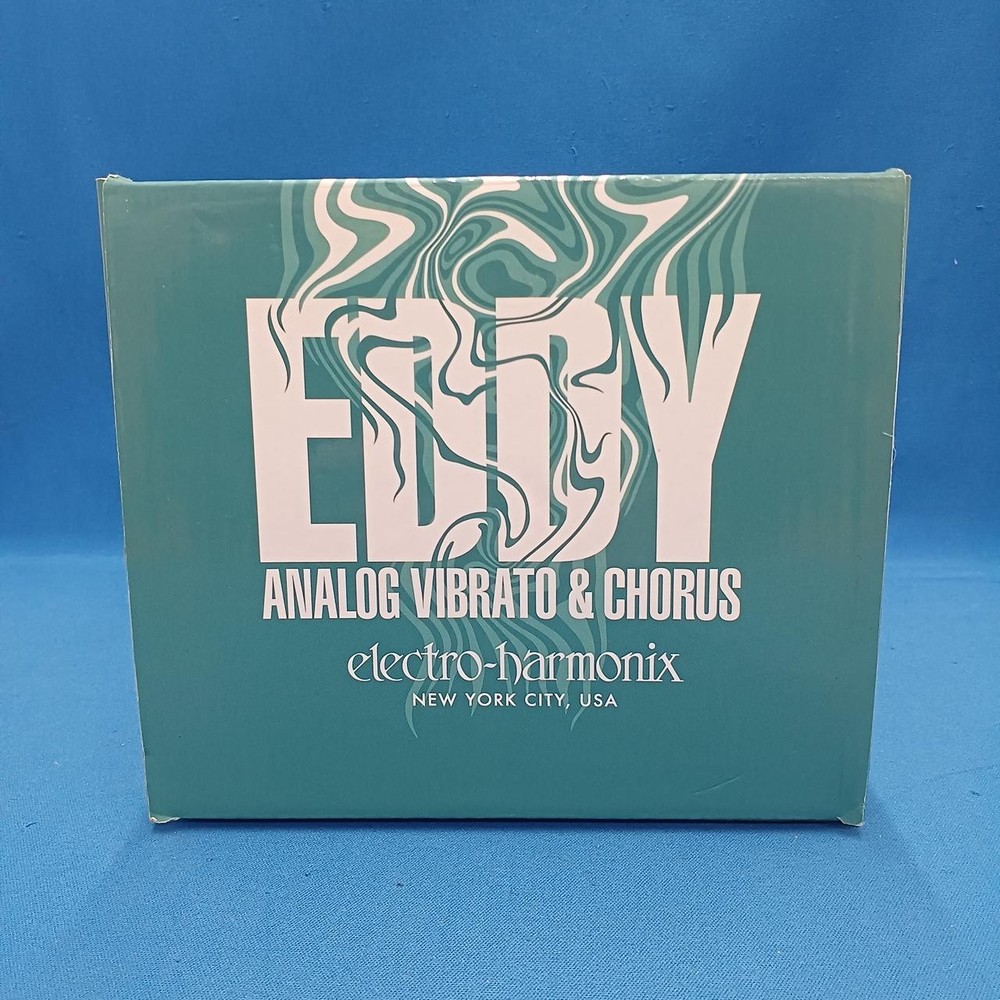 EDDY
ANALOG VIBRATO & CHORUS
electro-harmonix
NEW YORK CITY, USA